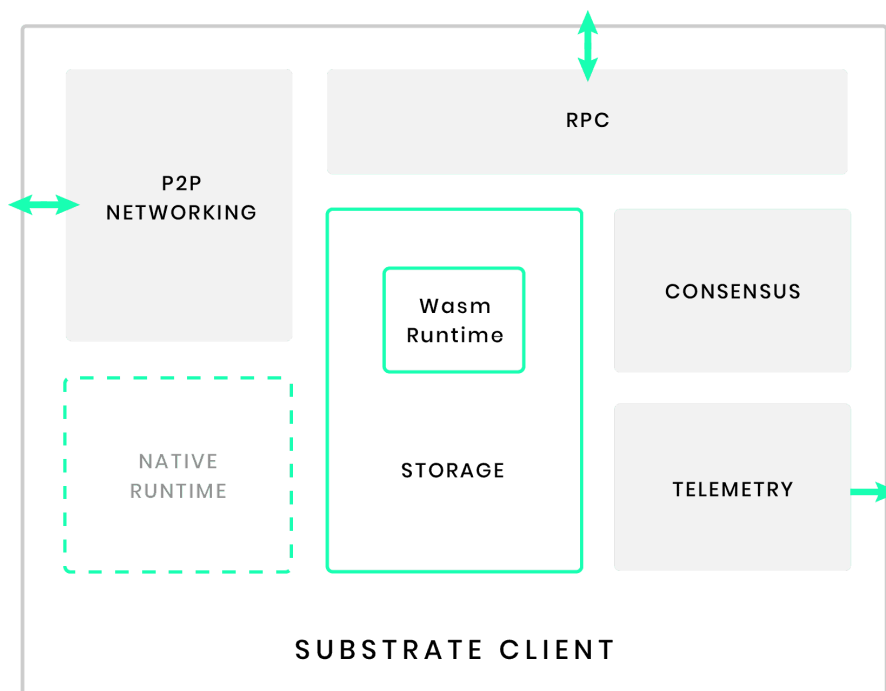 RPC
P2P
NETWORKING
Wasm
Runtime
CONSENSUS
NATIVE
RUNTIME
STORAGE
TELEMETRY
SUBSTRATE CLIENT